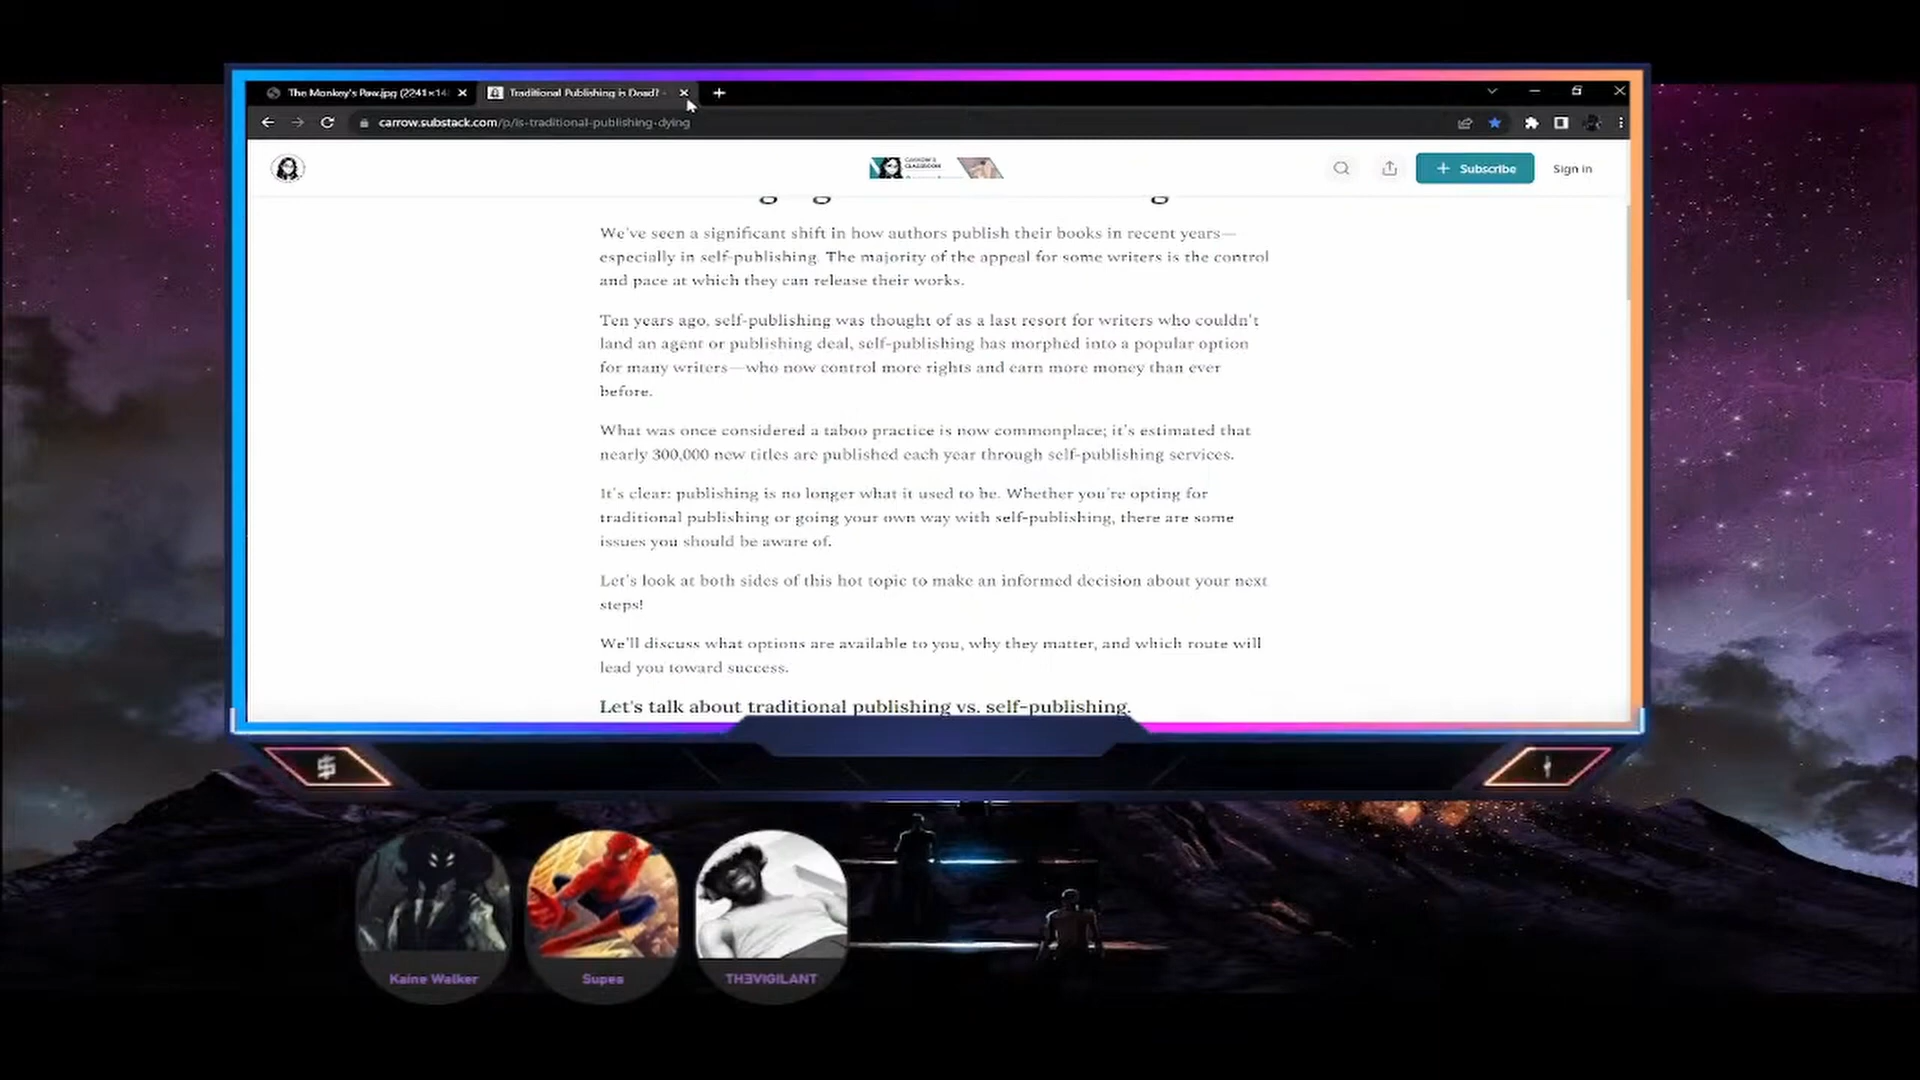 The Monkey's Paw.jpg (2241×14
Traditional Publishing is Dead? -
carrow.substack.com/p/is-traditional-publishing-dying
CARROW'S
CLASSROOM
Subscribe
Sign in
We've seen a significant shift in how authors publish their books in recent years—
especially in self-publishing. The majority of the appeal for some writers is the control
and pace at which they can release their works.
Ten years ago, self-publishing was thought of as a last resort for writers who couldn't
land an agent or publishing deal, self-publishing has morphed into a popular option
for many writers—who now control more rights and earn more money than ever
before.
What was once considered a taboo practice is now commonplace; it's estimated that
nearly 300,000 new titles are published each year through self-publishing services.
It's clear: publishing is no longer what it used to be. Whether you're opting for
traditional publishing or going your own way with self-publishing, there are some
issues you should be aware of.
Let's look at both sides of this hot topic to make an informed decision about your next
steps!
We'll discuss what options are available to you, why they matter, and which route will
lead you toward success.
Let's talk about traditional publishing vs. self-publishing.
Kaine Walker
Supea
THƎVIGILANT